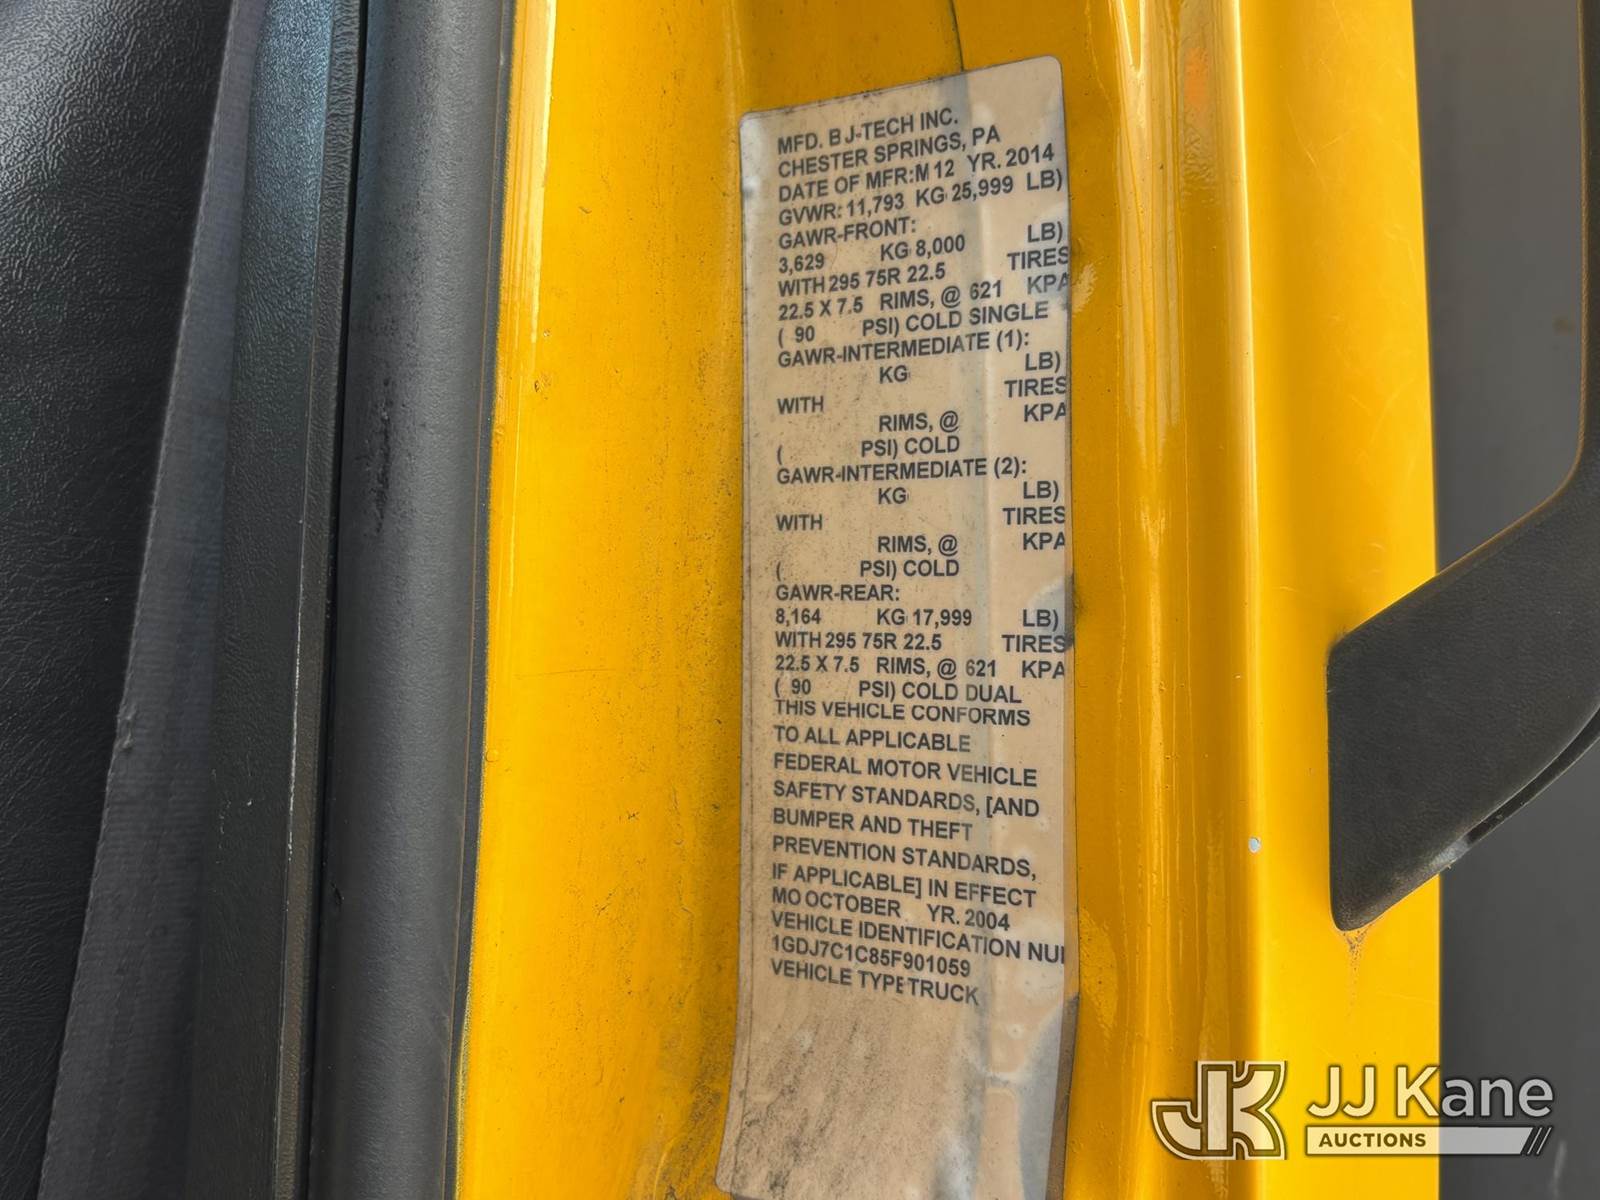 MFD. B J-TECH INC.
CHESTER SPRINGS, PA
DATE OF MFR:M 12 YR. 2014
GVWR: 11,793 KG 25,999 LB)
GAWR-FRONT:
3,629 KG 8,000 LB)
WITH 295 75R 22.5 TIRES
22.5 X 7.5 RIMS, @ 621 KPA
( 90 PSI) COLD SINGLE
GAWR-INTERMEDIATE (1):
KG LB)
WITH TIRES
RIMS, @ KPA
( PSI) COLD
GAWR-INTERMEDIATE (2):
KG LB)
WITH TIRES
RIMS, @ KPA
( PSI) COLD
GAWR-REAR:
8,164 KG 17,999 LB)
WITH 295 75R 22.5 TIRES
22.5 X 7.5 RIMS, @ 621 KPA
( 90 PSI) COLD DUAL
THIS VEHICLE CONFORMS
TO ALL APPLICABLE
FEDERAL MOTOR VEHICLE
SAFETY STANDARDS, [AND
BUMPER AND THEFT
PREVENTION STANDARDS,
IF APPLICABLE] IN EFFECT
MO OCTOBER YR. 2004
VEHICLE IDENTIFICATION NU
1GDJ7C1C85F901059
VEHICLE TYPE TRUCK
JK JJ Kane
AUCTIONS